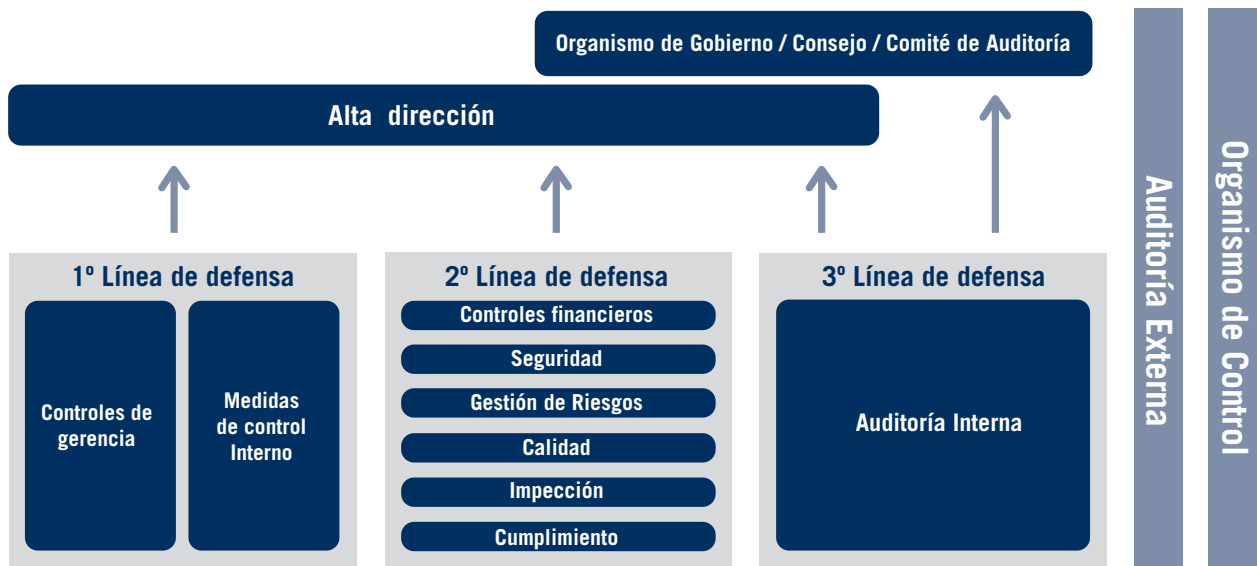 Organismo de Gobierno / Consejo / Comité de Auditoría
Alta dirección
1º Línea de defensa
Controles de
gerencia
Medidas
de control
Interno
2º Línea de defensa
Controles financieros
Seguridad
Gestión de Riesgos
Calidad
Impección
Cumplimiento
3º Línea de defensa
Auditoría Interna
Auditoría Externa
Organismo de Control